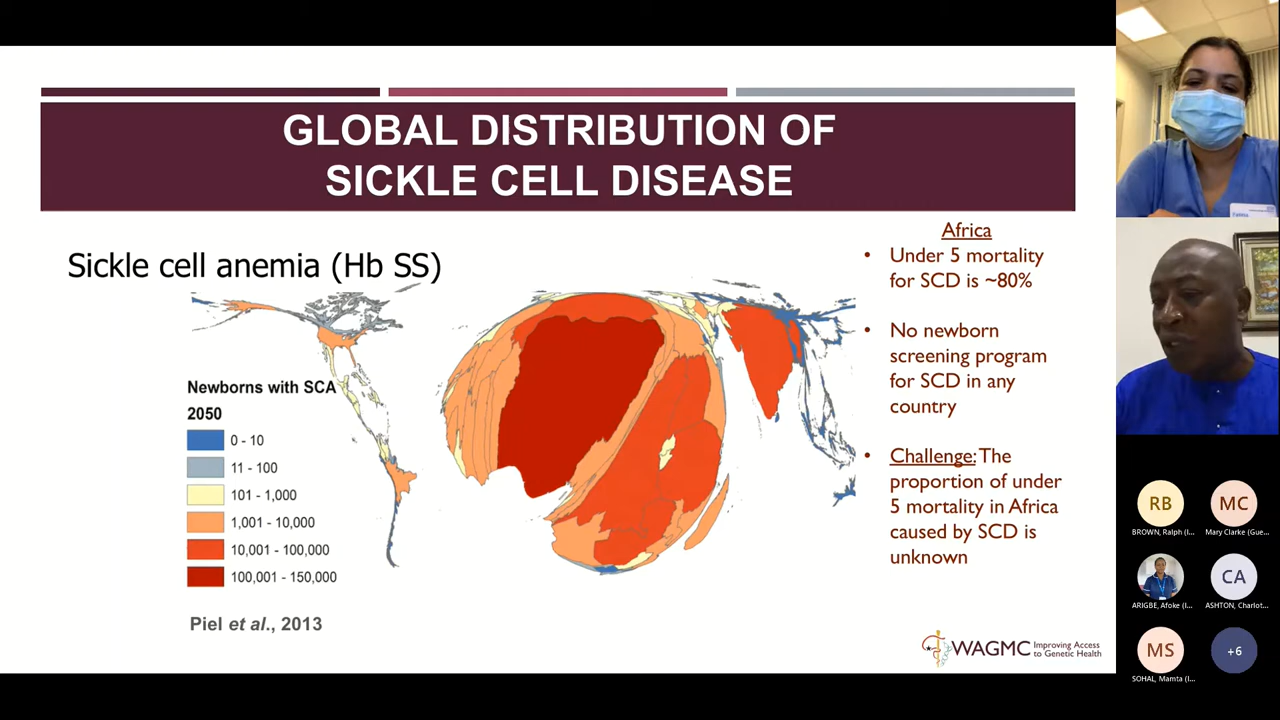 GLOBAL DISTRIBUTION OF
SICKLE CELL DISEASE
Sickle cell anemia (Hb SS)
Newborns with SCA
2050
0 - 10
11 - 100
101 - 1,000
1,001 - 10,000
10,001 - 100,000
100,001 - 150,000
Piel et al., 2013
Africa
• Under 5 mortality
for SCD is ~80%
• No newborn
screening program
for SCD in any
country
• Challenge: The
proportion of under
5 mortality in Africa
caused by SCD is
unknown
WAGMC Improving Access
to Genetic Health
RB
BROWN, Ralph (I...
MC
Mary Clarke (Gue...
ARIGBE, Afoke (I...
CA
ASHTON, Charlot...
MS
SOHAL, Mamta (I...
+6